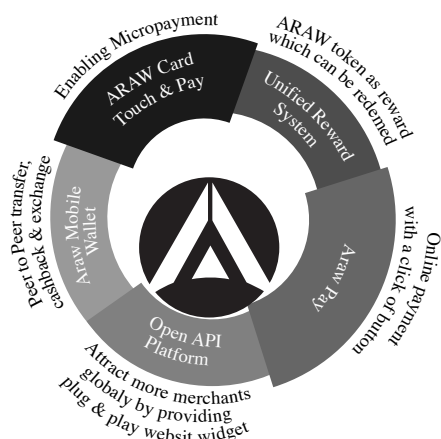 Enabling Micropayment
ARAW Card
Touch & Pay
ARAW token as reward
which can be redemed
Unified Reward
System
Online payment
with a click of button
Araw Pay
Attract more merchants
globaly by providing
plug & play websit widget
Open API
Platform
Peer to Peer transfer,
cashback & exchange
Araw Mobile
Wallet